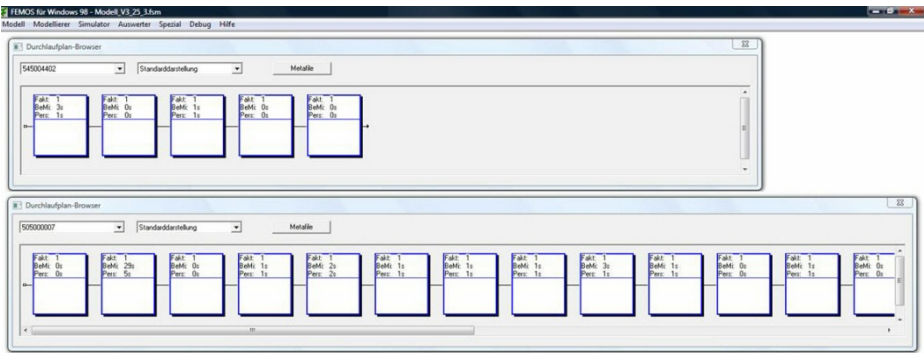 FEMOS für Windows 98 - Modell_V3_25_3.fsm
Modell Modellierer Simulator Auswerter Spezial Debug Hilfe
Durchlaufplan-Browser
545004402 Standarddarstellung Metafile
Fakt: 1 Fakt: 1 Fakt: 1 Fakt: 1 Fakt: 1
BeMi: 3s BeMi: 0s BeMi: 1s BeMi: 0s BeMi: 0s
Pers: 1s Pers: 0s Pers: 1s Pers: 0s Pers: 0s
Durchlaufplan-Browser
505000007 Standarddarstellung Metafile
Fakt: 1 Fakt: 1 Fakt: 1 Fakt: 1 Fakt: 1 Fakt: 1 Fakt: 1 Fakt: 1 Fakt: 1 Fakt: 1 Fakt: 1 Fakt: 1 Fakt: 1
BeMi: 0s BeMi: 29s BeMi: 0s BeMi: 1s BeMi: 2s BeMi: 1s BeMi: 1s BeMi: 1s BeMi: 3s BeMi: 1s BeMi: 0s BeMi: 1s BeMi: 0s
Pers: 0s Pers: 5s Pers: 0s Pers: 1s Pers: 2s Pers: 1s Pers: 1s Pers: 1s Pers: 1s Pers: 1s Pers: 0s Pers: 1s Pers: 0s